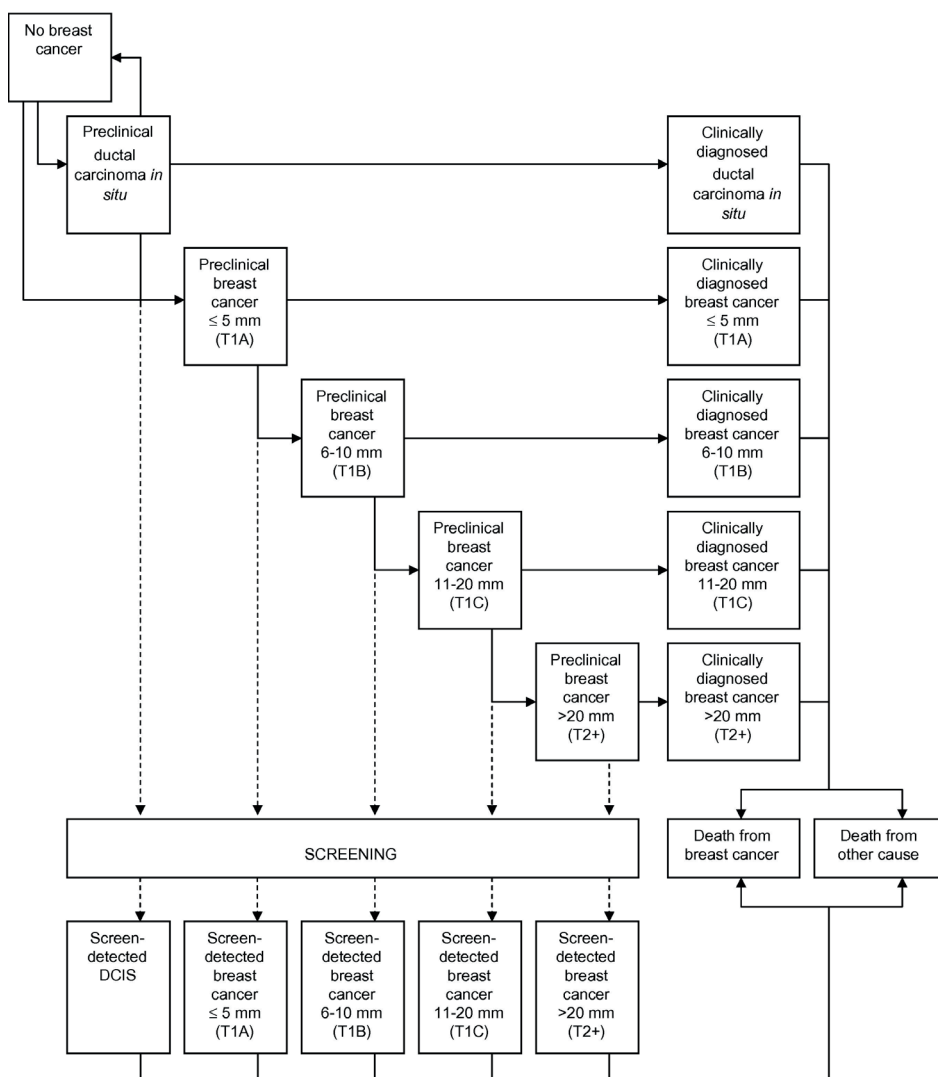 No breast
cancer
Preclinical
ductal
carcinoma in
situ
Clinically
diagnosed
ductal
carcinoma in
situ
Preclinical
breast
cancer
≤ 5 mm
(T1A)
Clinically
diagnosed
breast cancer
≤ 5 mm
(T1A)
Preclinical
breast
cancer
6-10 mm
(T1B)
Clinically
diagnosed
breast cancer
6-10 mm
(T1B)
Preclinical
breast
cancer
11-20 mm
(T1C)
Clinically
diagnosed
breast cancer
11-20 mm
(T1C)
Preclinical
breast
cancer
>20 mm
(T2+)
Clinically
diagnosed
breast cancer
>20 mm
(T2+)
SCREENING
Death from
breast cancer
Death from
other cause
Screen-
detected
DCIS
Screen-
detected
breast
cancer
≤ 5 mm
(T1A)
Screen-
detected
breast
cancer
6-10 mm
(T1B)
Screen-
detected
breast
cancer
11-20 mm
(T1C)
Screen-
detected
breast
cancer
>20 mm
(T2+)